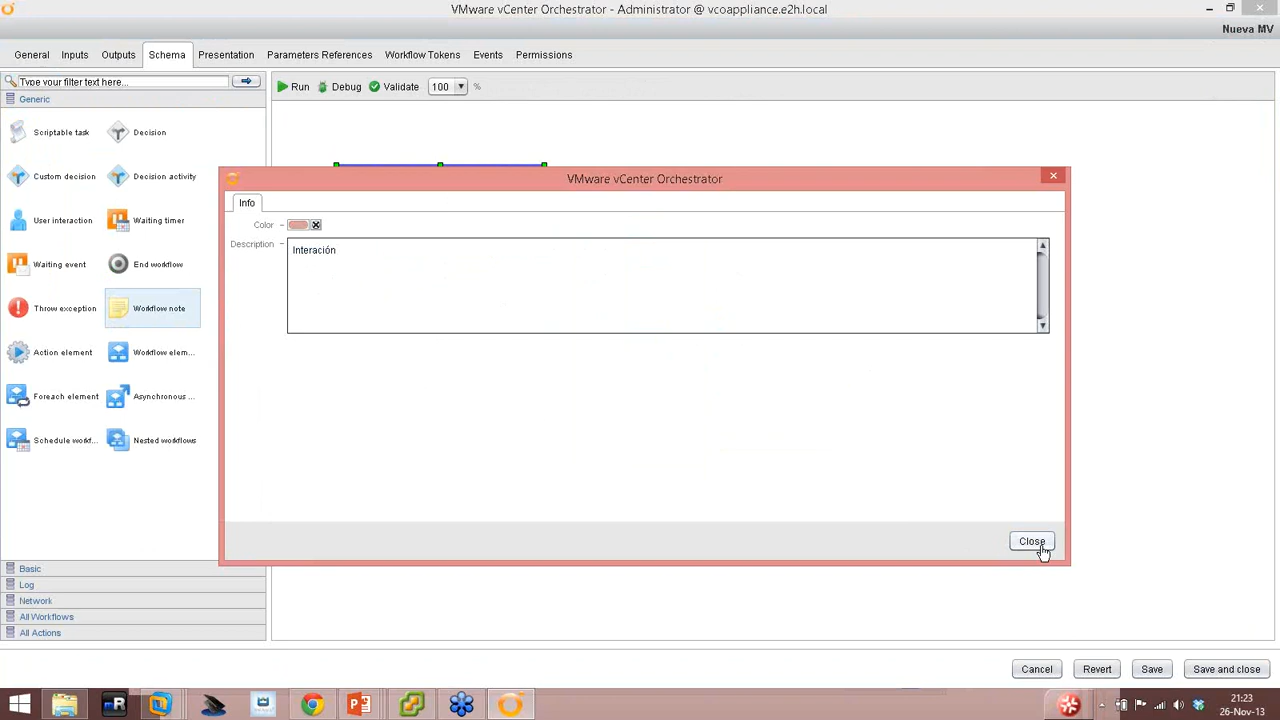 VMware vCenter Orchestrator - Administrator @ vcoappliance.e2h.local
Nueva MV
General Inputs Outputs Schema Presentation Parameters References Workflow Tokens Events Permissions
Type your filter text here...
Run Debug Validate 100 %
Generic
Scriptable task Decision
Custom decision Decision activity
User interaction Waiting timer
Waiting event End workflow
Throw exception Workflow note
Action element Workflow elem...
Foreach element Asynchronous ...
Schedule workf... Nested workflows
VMware vCenter Orchestrator
Info
Color
Description
Interación
Close
Basic
Log
Network
All Workflows
All Actions
Cancel Revert Save Save and close
21:23
26-Nov-13